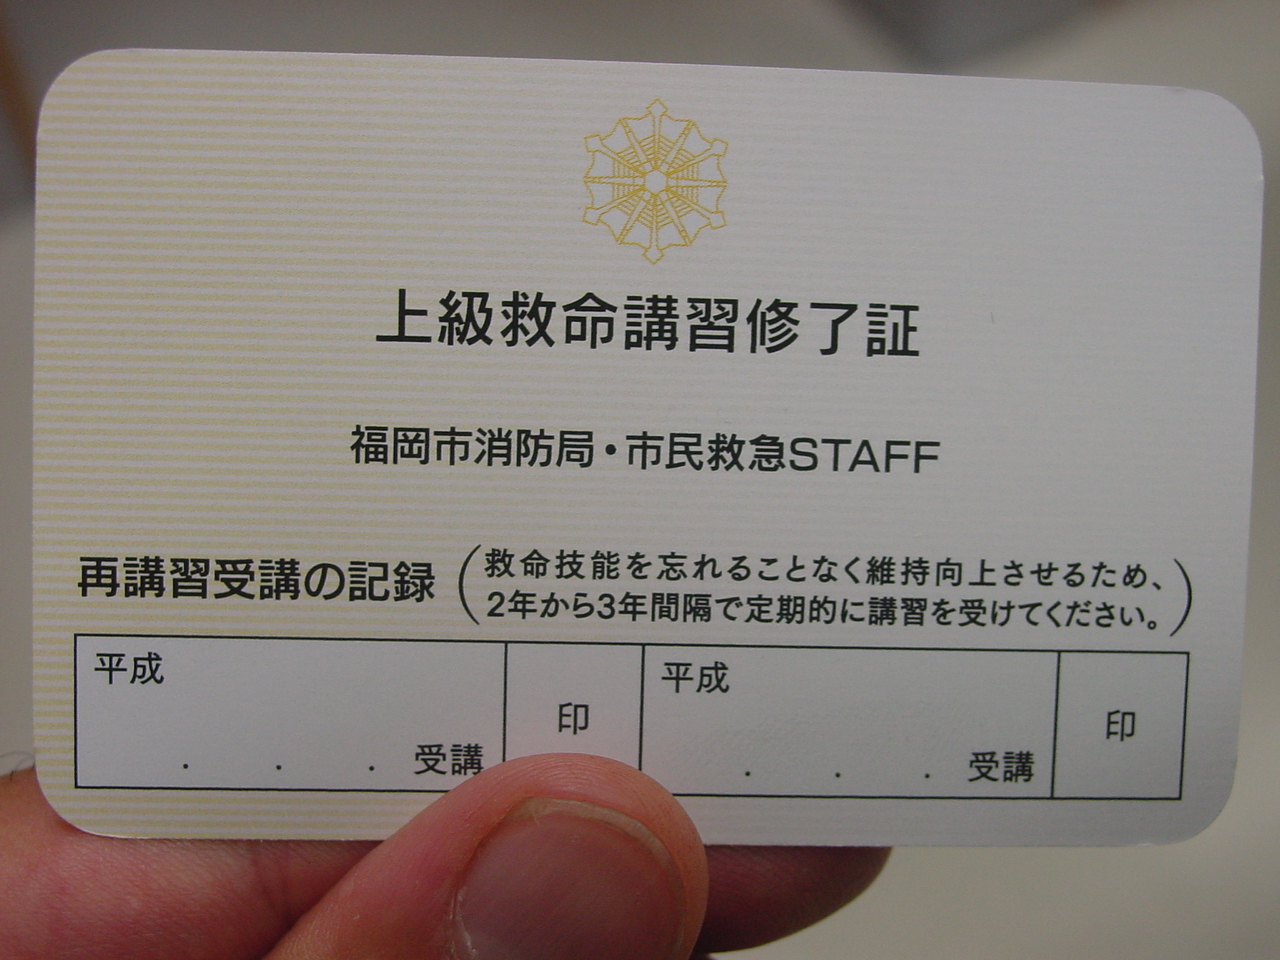 上級救命講習修了証
福岡市消防局・市民救急STAFF
再講習受講の記録（救命技能を忘れることなく維持向上させるため、
2年から3年間隔で定期的に講習を受けてください。）
平成 印 平成 印
． ． ． 受講 ． ． ． 受講